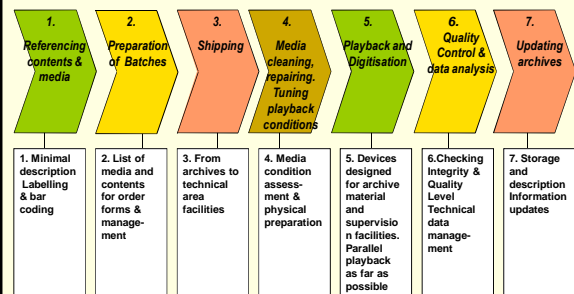 1.
Referencing
contents &
media
2.
Preparation
of Batches
3.
Shipping
4.
Media
cleaning,
repairing.
Tuning
playback
conditions
5.
Playback and
Digitisation
6.
Quality
Control &
data analysis
7.
Updating
archives
1. Minimal
description
Labelling
& bar
coding
2. List of
media and
contents
for order
forms &
manage-
ment
3. From
archives to
technical
area
facilities
4. Media
condition
assess-
ment &
physical
preparation
5. Devices
designed
for archive
material
and
supervisio
n facilities.
Parallel
playback
as far as
possible
6.Checking
Integrity &
Quality
Level
Technical
data
manage-
ment
7. Storage
and
description
Information
updates